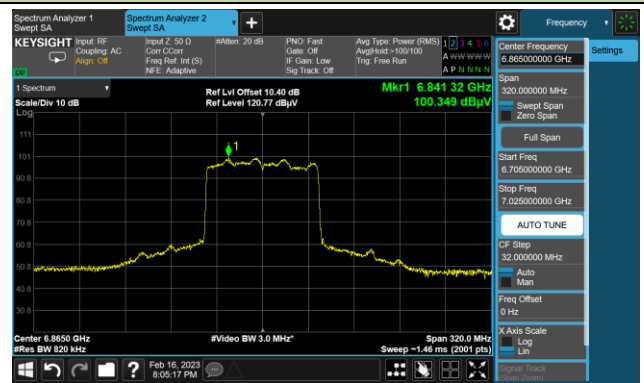 Spectrum Analyzer 1
Swept SA
Spectrum Analyzer 2
Swept SA
Frequency
KEYSIGHT
Input: RF
Coupling: AC
Align: Off
Input Z: 50 Ω
Corr CCorr
Freq Ref: Int (S)
NFE: Adaptive
#Atten: 20 dB
PNO: Fast
Gate: Off
IF Gain: Low
Sig Track: Off
Avg Type: Power (RMS)
Avg|Hold:>100/100
Trig: Free Run
1 2 3 4 5 6
A W W W W W
A P N N N N
Center Frequency
6.865000000 GHz
Settings
1 Spectrum
Scale/Div 10 dB
Log
Ref Lvl Offset 10.40 dB
Ref Level 120.77 dBµV
Mkr1 6.841 32 GHz
100.349 dBµV
Span
320.000000 MHz
Swept Span
Zero Span
Full Span
Start Freq
6.705000000 GHz
Stop Freq
7.025000000 GHz
AUTO TUNE
CF Step
32.000000 MHz
Auto
Man
Freq Offset
0 Hz
X Axis Scale
Log
Lin
Signal Track
(Span Zoom)
111
101
90.8
80.8
70.8
60.8
50.8
40.8
30.8
1
Center 6.8650 GHz
#Res BW 820 kHz
#Video BW 3.0 MHz*
Span 320.0 MHz
Sweep ~1.46 ms (2001 pts)
Feb 16, 2023
8:05:17 PM